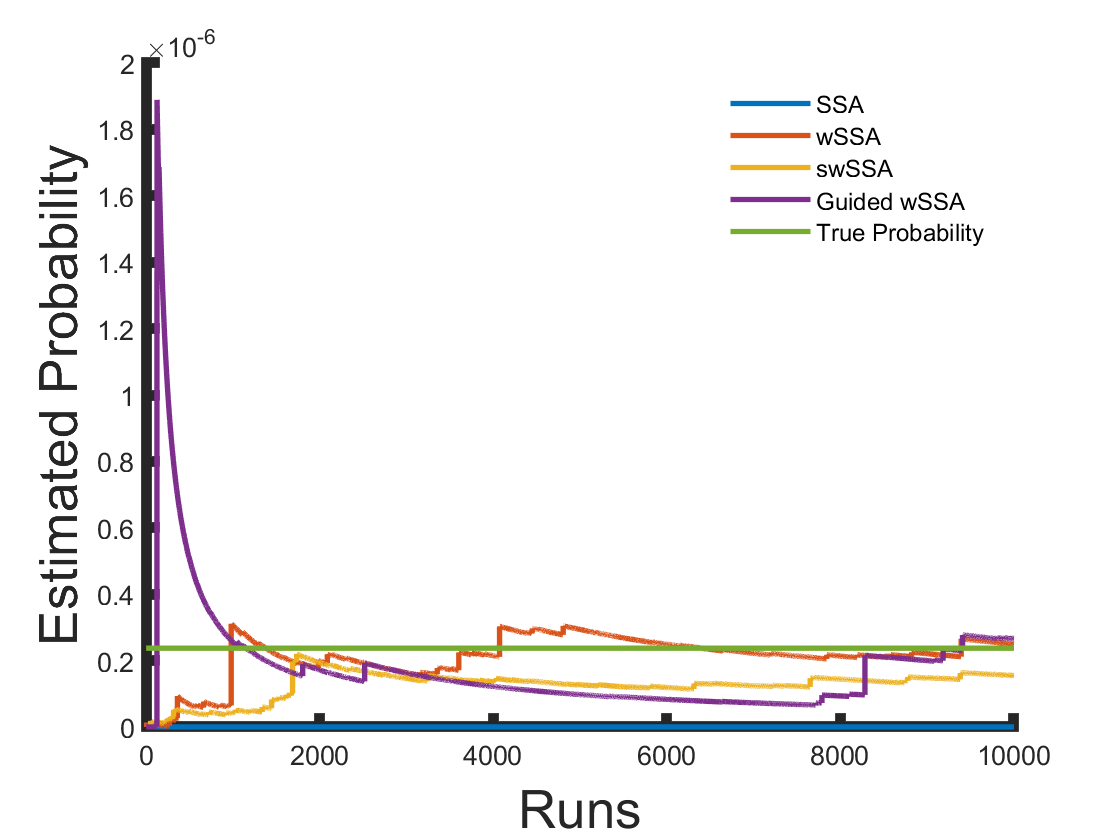 ×10-6
2
1.8
1.6
1.4
1.2
1
0.8
0.6
0.4
0.2
0
Estimated Probability
SSA
wSSA
swSSA
Guided wSSA
True Probability
0 2000 4000 6000 8000 10000
Runs